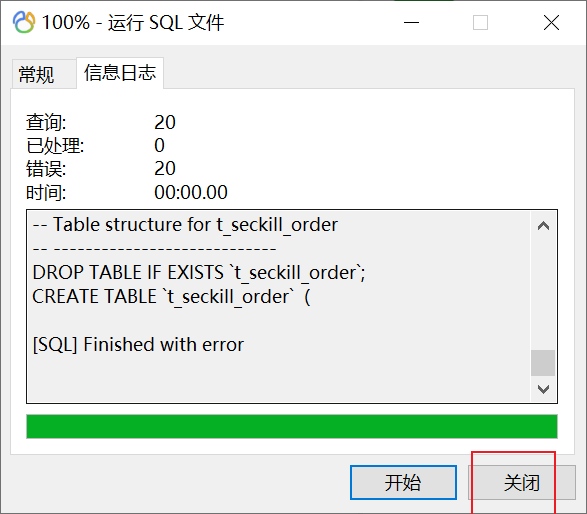 100% - 运行 SQL 文件
常规 信息日志
查询: 20
已处理: 0
错误: 20
时间: 00:00.00
-- Table structure for t_seckill_order
-- ----------------------------
DROP TABLE IF EXISTS `t_seckill_order`;
CREATE TABLE `t_seckill_order`  (
[SQL] Finished with error
开始 关闭